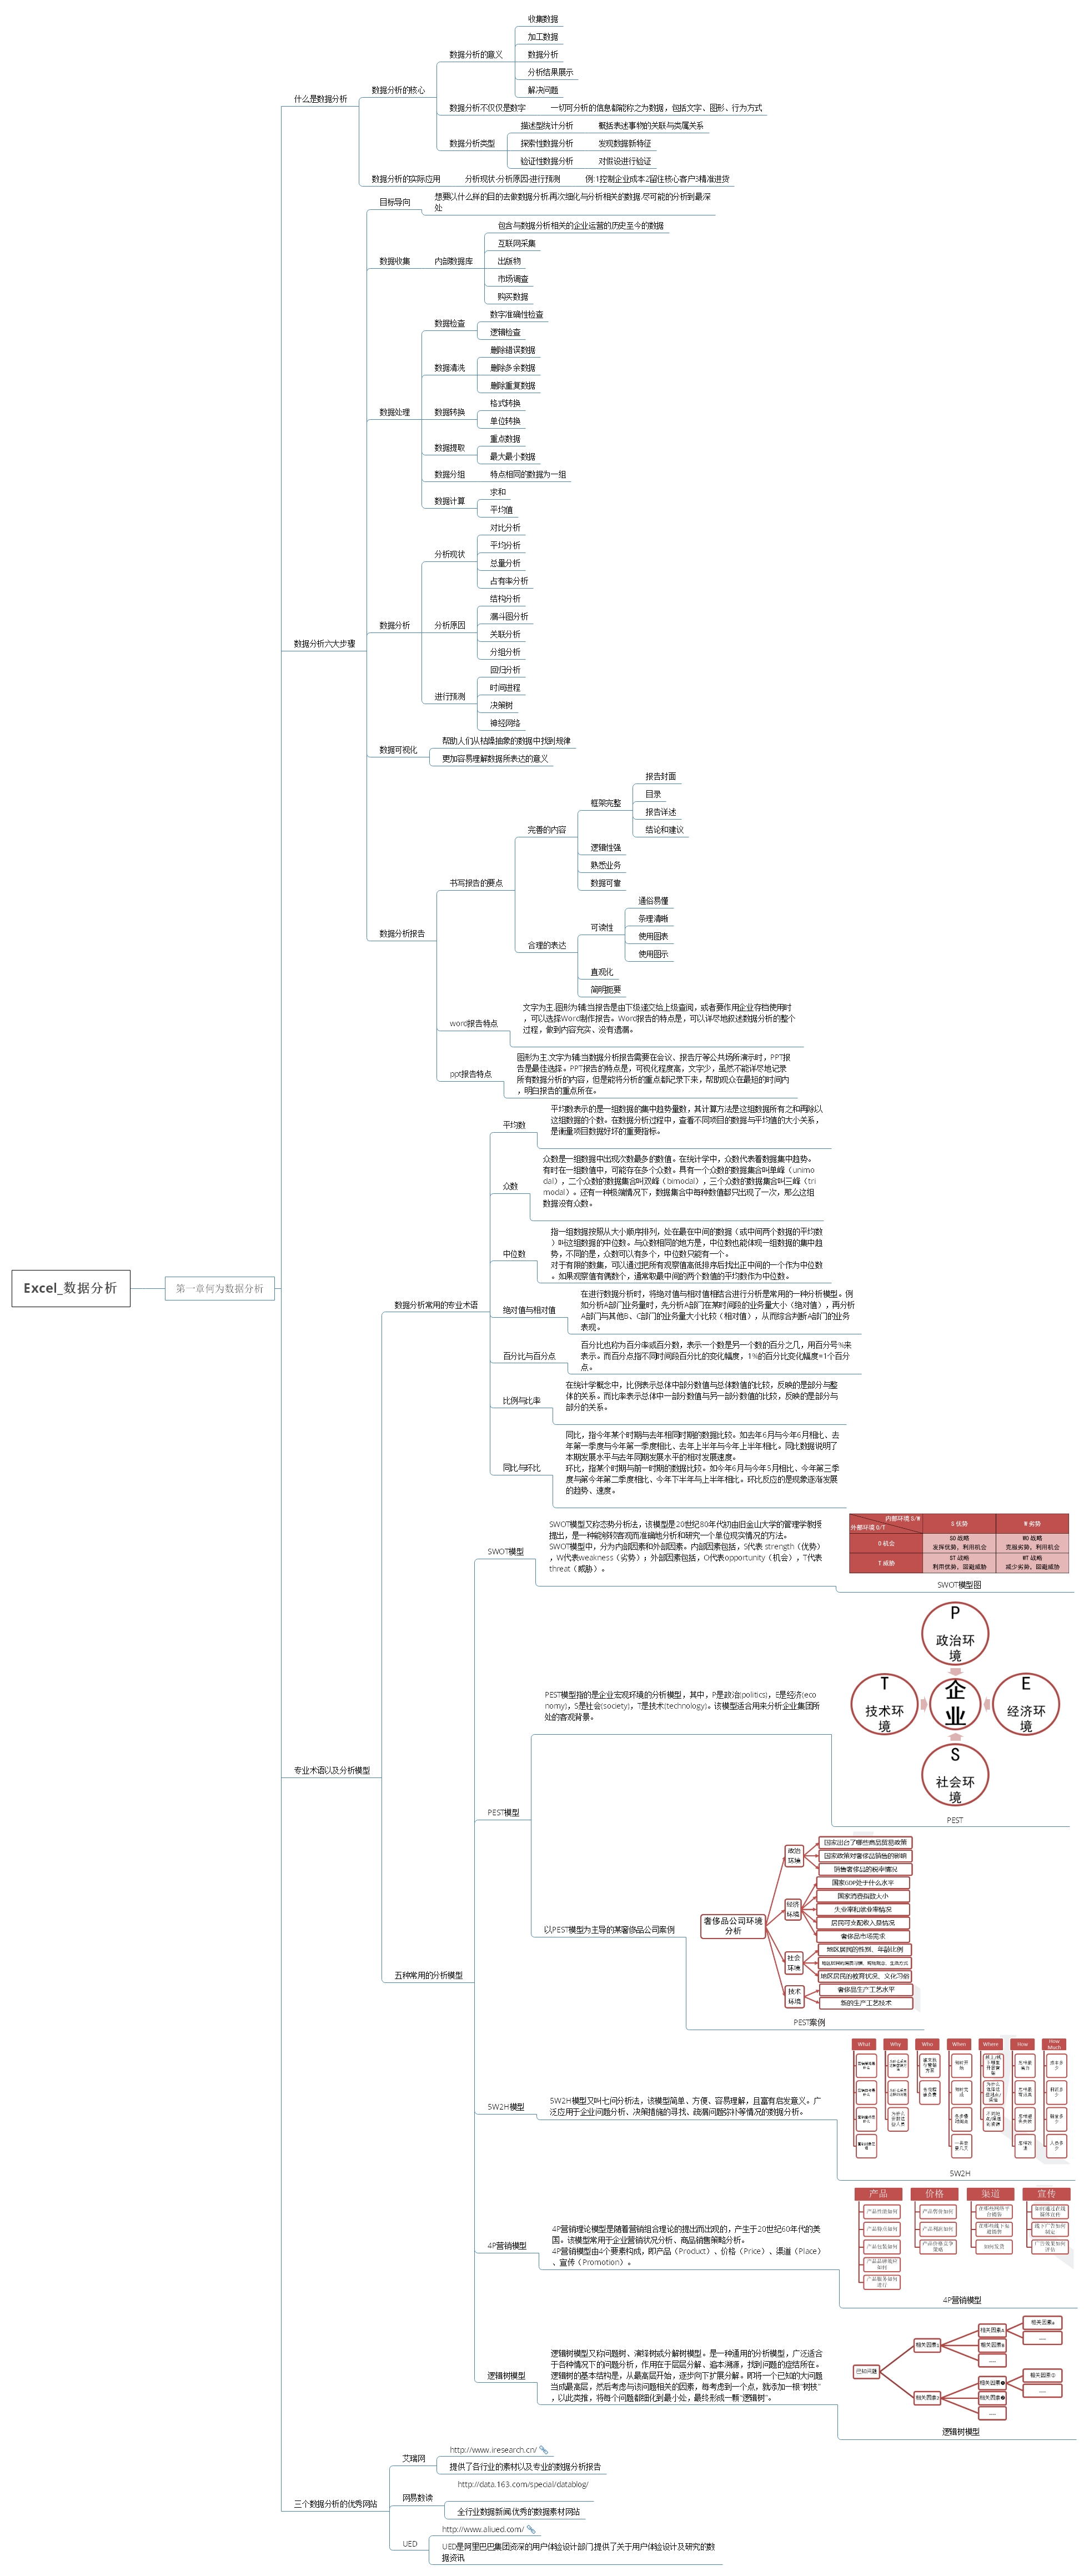 Excel_数据分析
第一章何为数据分析
什么是数据分析
数据分析的核心
数据分析的意义
收集数据
加工数据
数据分析
分析结果展示
解决问题
数据分析不仅仅是数字
一切可分析的信息都能称之为数据，包括文字、图形、行为方式
数据分析类型
描述型统计分析
概括表述事物的关联与类属关系
探索性数据分析
发现数据新特征
验证性数据分析
对假设进行验证
数据分析的实际应用
分析现状-分析原因-进行预测
例:1控制企业成本2留住核心客户3精准进货
数据分析六大步骤
目标导向
想要以什么样的目的去做数据分析,再次细化与分析相关的数据,尽可能的分析到最深
处
数据收集
内部数据库
包含与数据分析相关的企业运营的历史至今的数据
互联网采集
出版物
市场调查
购买数据
数据处理
数据检查
数字准确性检查
逻辑检查
数据清洗
删除错误数据
删除多余数据
删除重复数据
数据转换
格式转换
单位转换
数据提取
重点数据
最大最小数据
数据分组
特点相同的数据为一组
数据计算
求和
平均值
数据分析
分析现状
对比分析
平均分析
总量分析
占有率分析
分析原因
结构分析
漏斗图分析
关联分析
分组分析
进行预测
回归分析
时间进程
决策树
神经网络
数据可视化
帮助人们从枯燥抽象的数据中找到规律
更加容易理解数据所表达的意义
数据分析报告
书写报告的要点
完善的内容
框架完整
报告封面
目录
报告详述
结论和建议
逻辑性强
熟悉业务
数据可靠
合理的表达
可读性
通俗易懂
条理清晰
使用图表
使用图示
直观化
简明扼要
word报告特点
文字为主,图形为辅:当报告是由下级递交给上级查阅，或者要作用企业存档使用时
，可以选择Word制作报告。Word报告的特点是，可以详尽地叙述数据分析的整个
过程，做到内容充实、没有遗漏。
ppt报告特点
图形为主,文字为辅:当数据分析报告需要在会议、报告厅等公共场所演示时，PPT报
告是最佳选择。PPT报告的特点是，可视化程度高，文字少，虽然不能详尽地记录
所有数据分析的内容，但是能将分析的重点都记录下来，帮助观众在最短的时间内
，明白报告的重点所在。
专业术语以及分析模型
数据分析常用的专业术语
平均数
平均数表示的是一组数据的集中趋势量数，其计算方法是这组数据所有之和再除以
这组数据的个数。在数据分析过程中，查看不同项目的数据与平均值的大小关系，
是衡量项目数据好坏的重要指标。
众数
众数是一组数据中出现次数最多的数值。在统计学中，众数代表着数据集中趋势。
有时在一组数值中，可能存在多个众数。具有一个众数的数据集合叫单峰（unimo
dal），二个众数的数据集合叫双峰（bimodal），三个众数的数据集合叫三峰（tri
modal）。还有一种极端情况下，数据集合中每种数值都只出现了一次，那么这组
数据没有众数。
中位数
指一组数据按照从大小顺序排列，处在最在中间的数据（或中间两个数据的平均数
）叫这组数据的中位数。与众数相同的地方是，中位数也能体现一组数据的集中趋
势，不同的是，众数可以有多个，中位数只能有一个。
对于有限的数集，可以通过把所有观察值高低排序后找出正中间的一个作为中位数
。如果观察值有偶数个，通常取最中间的两个数值的平均数作为中位数。
绝对值与相对值
在进行数据分析时，将绝对值与相对值相结合进行分析是常用的一种分析模型。例
如分析A部门业务量时，先分析A部门在某时间段的业务量大小（绝对值），再分析
A部门与其他B、C部门的业务量大小比较（相对值），从而综合判断A部门的业务
表现。
百分比与百分点
百分比也称为百分率或百分数，表示一个数是另一个数的百分之几，用百分号%来
表示。而百分点指不同时间段百分比的变化幅度，1%的百分比变化幅度=1个百分
点。
比例与比率
在统计学概念中，比例表示总体中部分数值与总体数值的比较，反映的是部分与整
体的关系。而比率表示总体中一部分数值与另一部分数值的比较，反映的是部分与
部分的关系。
同比与环比
同比，指今年某个时期与去年相同时期的数据比较。如去年6月与今年6月相比、去
年第一季度与今年第一季度相比、去年上半年与今年上半年相比。同比数据说明了
本期发展水平与去年同期发展水平的相对发展速度。
环比，指某个时期与前一时期的数据比较。如今年6月与今年5月相比、今年第三季
度与第今年第二季度相比、今年下半年与上半年相比。环比反应的是现象逐渐发展
的趋势、速度。
五种常用的分析模型
SWOT模型
SWOT模型又称态势分析法，该模型是20世纪80年代初由旧金山大学的管理学教授
提出，是一种能够较客观而准确地分析和研究一个单位现实情况的方法。
SWOT模型中，分为内部因素和外部因素。内部因素包括，S代表 strength（优势）
，W代表weakness（劣势）；外部因素包括，O代表opportunity（机会），T代表
threat（威胁）。
内部环境 S/W
外部环境 O/T
S 优势
W 劣势
O 机会
SO 战略
发挥优势、利用机会
WO 战略
克服劣势、利用机会
T 威胁
ST 战略
利用优势、回避威胁
WT 战略
减少劣势、回避威胁
SWOT模型图
PEST模型
PEST模型指的是企业宏观环境的分析模型，其中，P是政治(politics)，E是经济(eco
nomy)，S是社会(society)，T是技术(technology)。该模型适合用来分析企业集团所
处的客观背景。
P
政治环
境
T
技术环
境
企
业
E
经济环
境
S
社会环
境
PEST
以PEST模型为主导的某奢侈品公司案例
奢侈品公司环境
分析
政治
环境
国家出台了哪些商品贸易政策
国家政策对奢侈品销售的影响
销售奢侈品的税率情况
经济
环境
国家GDP处于什么水平
国家消费指数大小
失业率和就业率情况
居民可支配收入悬情况
奢侈品市场需求
社会
环境
地区居民的性别、年龄比例
地区居民的教育状况、文化习俗
技术
环境
奢侈品生产工艺水平
新的生产工艺技术
PEST案例
5W2H模型
5W2H模型又叫七问分析法，该模型简单、方便、容易理解，且富有启发意义。广
泛应用于企业问题分析、决策措施的寻找、疏漏问题弥补等情况的数据分析。
What
Why
Who
When
Where
How
How
Much
5W2H
4P营销模型
4P营销理论模型是随着营销组合理论的提出而出现的，产生于20世纪60年代的美
国。该模型常用于企业营销状况分析、商品销售策略分析。
4P营销模型由4个要素构成，即产品（Product）、价格（Price）、渠道（Place）
、宣传（Promotion）。
产品
价格
渠道
宣传
产品性能如何
产品特点如何
产品包装如何
产品售价如何
产品利润如何
如何发货
4P营销模型
逻辑树模型
逻辑树模型又称问题树、演绎树或分解树模型。是一种通用的分析模型，广泛适合
于各种情况下的问题分析，作用在于层层分解、追本溯源，找到问题的症结所在。
逻辑树的基本结构是，从最高层开始，逐步向下扩展分解。即将一个已知的大问题
当成最高层，然后考虑与该问题相关的因素，每考虑到一个点，就添加一根“树枝”
，以此类推，将每个问题都细化到最小处，最终形成一颗“逻辑树”。
已知问题
相关因素1
相关因素A
相关因素a
......
相关因素B
......
相关因素2
相关因素❶
相关因素①
......
相关因素❷
......
逻辑树模型
三个数据分析的优秀网站
艾瑞网
http://www.iresearch.cn/
提供了各行业的素材以及专业的数据分析报告
网易数读
http://data.163.com/special/datablog/
全行业数据新闻,优秀的数据素材网站
UED
http://www.aliued.com/
UED是阿里巴巴集团资深的用户体验设计部门,提供了关于用户体验设计及研究的数
据资讯